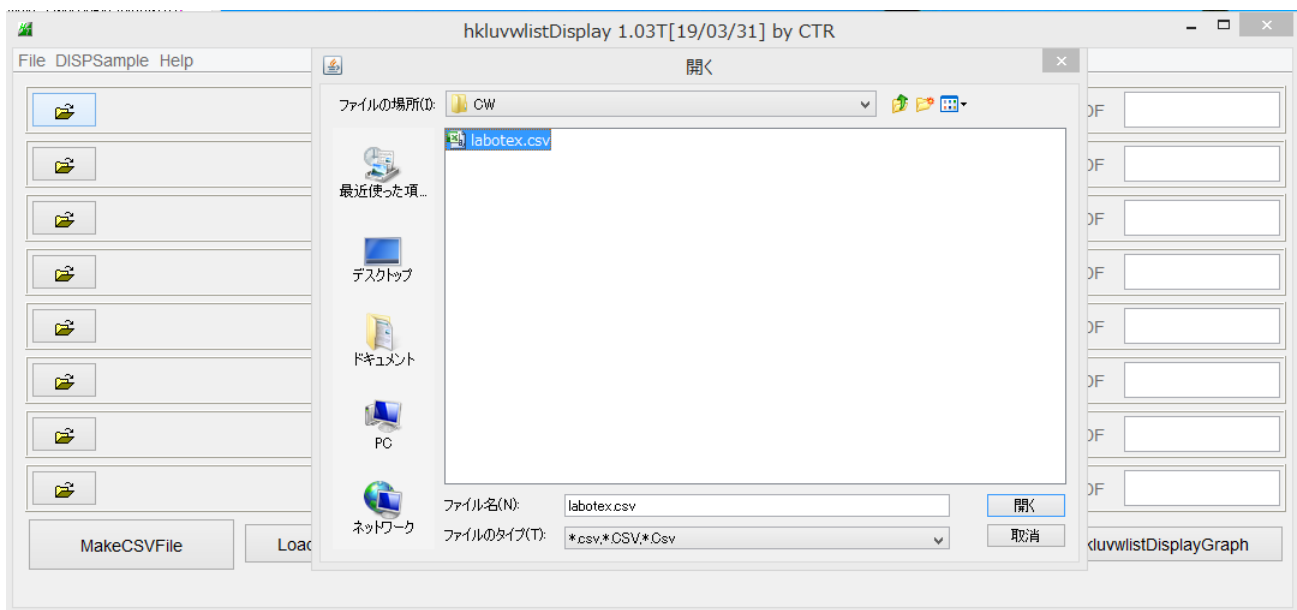 hkluvwlistDisplay 1.03T[19/03/31] by CTR
File DISPSample Help
開く
ファイルの場所(I):
CW
labotex.csv
最近使った項...
デスクトップ
ドキュメント
PC
ネットワーク
ファイル名(N):
labotex.csv
開く
ファイルのタイプ(T):
*.csv,*.CSV,*.Csv
取消
MakeCSVFile
kluvwlistDisplayGraph